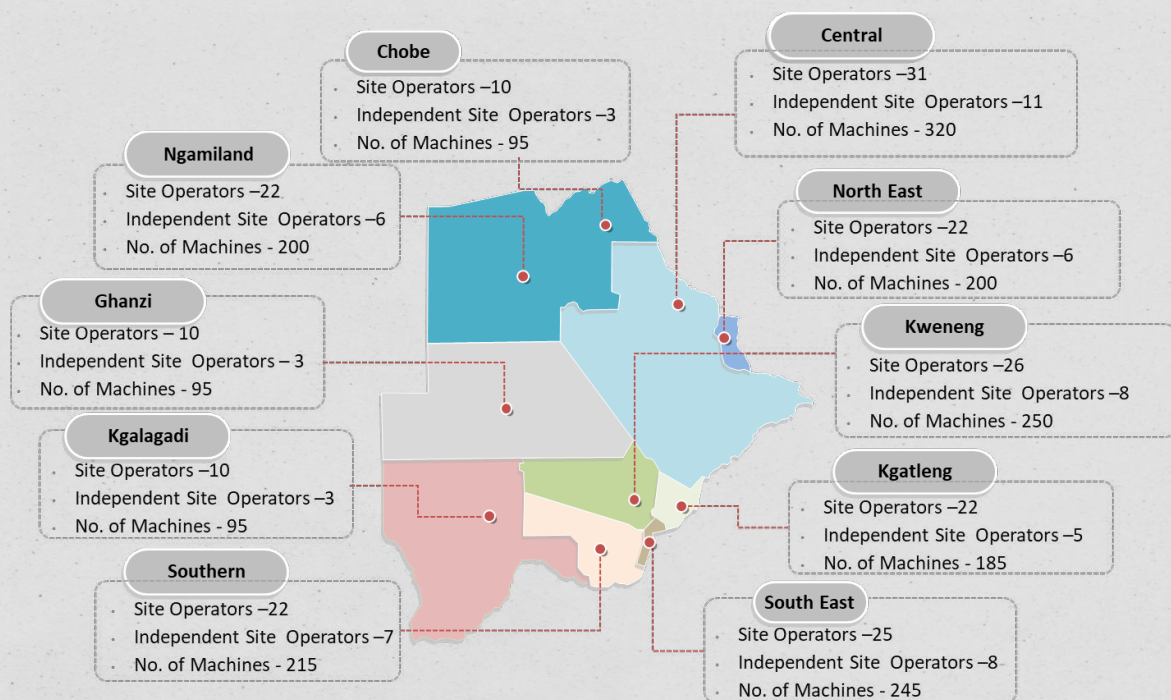 Chobe
Site Operators –10
Independent Site Operators –3
No. of Machines - 95
Central
Site Operators –31
Independent Site Operators –11
No. of Machines - 320
Ngamiland
Site Operators –22
Independent Site Operators –6
No. of Machines - 200
North East
Site Operators –22
Independent Site Operators –6
No. of Machines - 200
Ghanzi
Site Operators – 10
Independent Site Operators – 3
No. of Machines - 95
Kweneng
Site Operators –26
Independent Site Operators –8
No. of Machines - 250
Kgalagadi
Site Operators –10
Independent Site Operators –3
No. of Machines - 95
Kgatleng
Site Operators –22
Independent Site Operators –5
No. of Machines - 185
Southern
Site Operators –22
Independent Site Operators –7
No. of Machines - 215
South East
Site Operators –25
Independent Site Operators –8
No. of Machines - 245